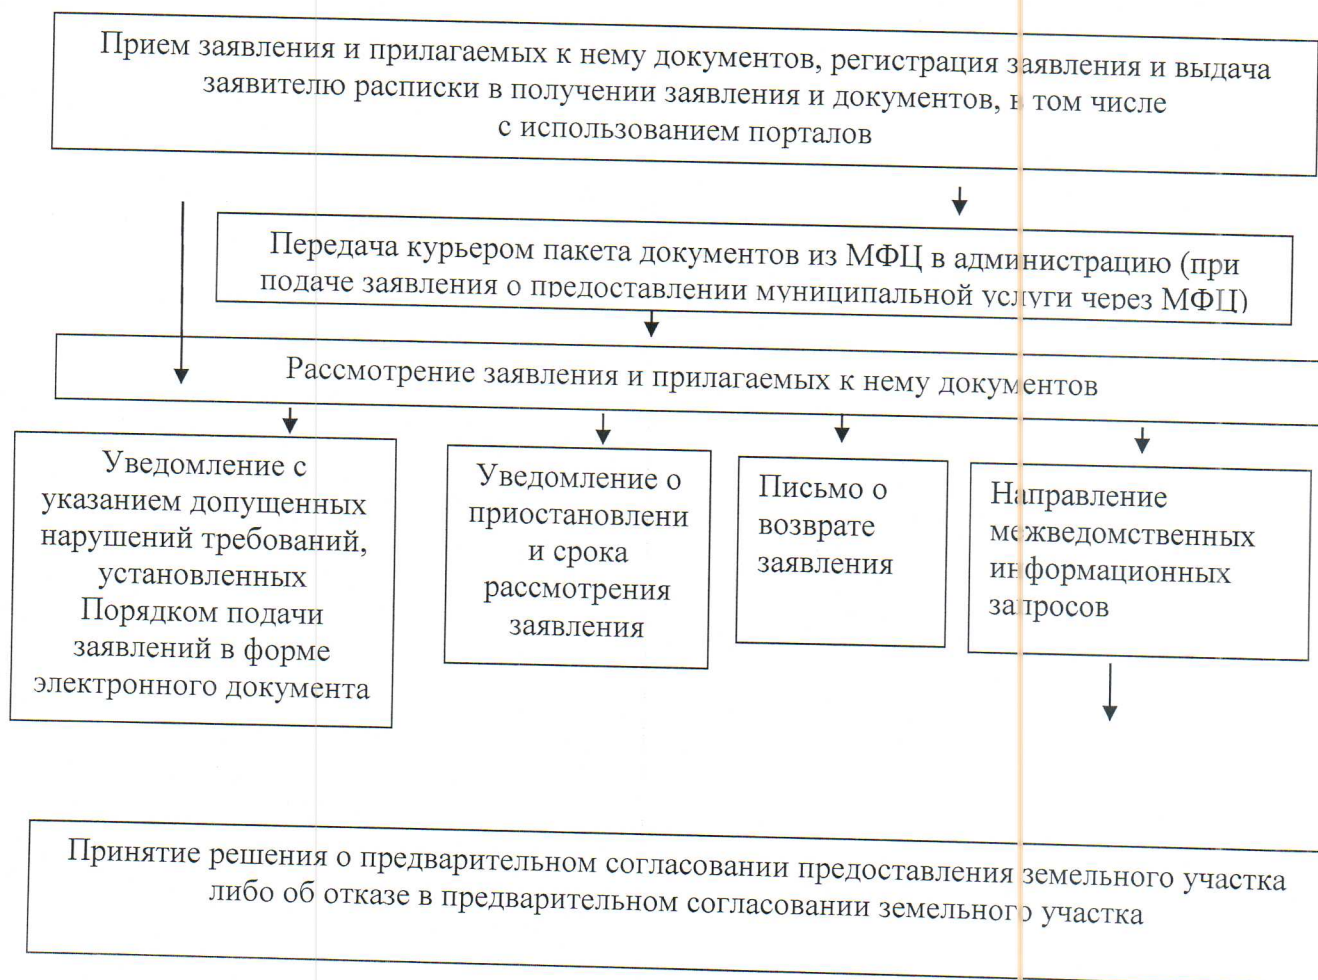 Прием заявления и прилагаемых к нему документов, регистрация заявления и выдача
заявителю расписки в получении заявления и документов, в том числе
с использованием порталов
Передача курьером пакета документов из МФЦ в администрацию (при
подаче заявления о предоставлении муниципальной услуги через МФЦ)
Рассмотрение заявления и прилагаемых к нему документов
Уведомление с
указанием допущенных
нарушений требований,
установленных
Порядком подачи
заявлений в форме
электронного документа
Уведомление о
приостановлени
и срока
рассмотрения
заявления
Письмо о
возврате
заявления
Направление
межведомственных
информационных
запросов
Принятие решения о предварительном согласовании предоставления земельного участка
либо об отказе в предварительном согласовании земельного участка